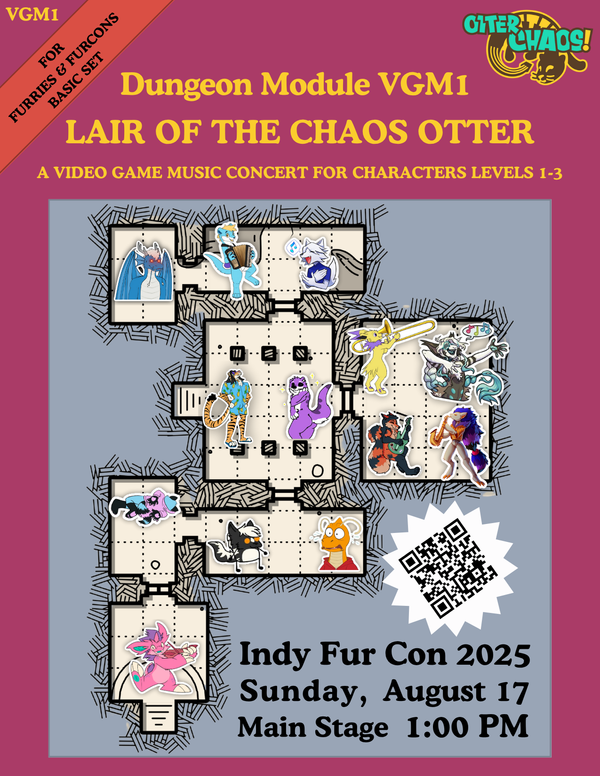 VGM1
FOR
FURRIES & FURCONS
BASIC SET
OTTER
CHAOS!
Dungeon Module VGM1
LAIR OF THE CHAOS OTTER
A VIDEO GAME MUSIC CONCERT FOR CHARACTERS LEVELS 1-3
Indy Fur Con 2025
Sunday, August 17
Main Stage 1:00 PM